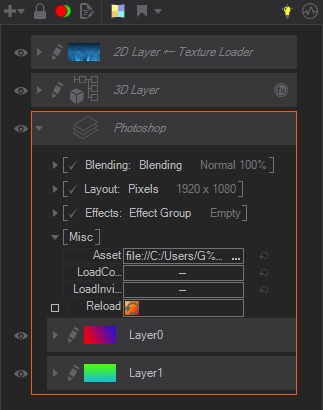 2D Layer ← Texture Loader
3D Layer
Photoshop
[✓ Blending: Blending Normal 100% ]
[✓ Layout: Pixels 1920 x 1080 ]
[✓ Effects: Effect Group Empty ]
[Misc]
Asset file://C:/Users/G%... ...
LoadCo... --
LoadInvi... --
Reload
Layer0
Layer1